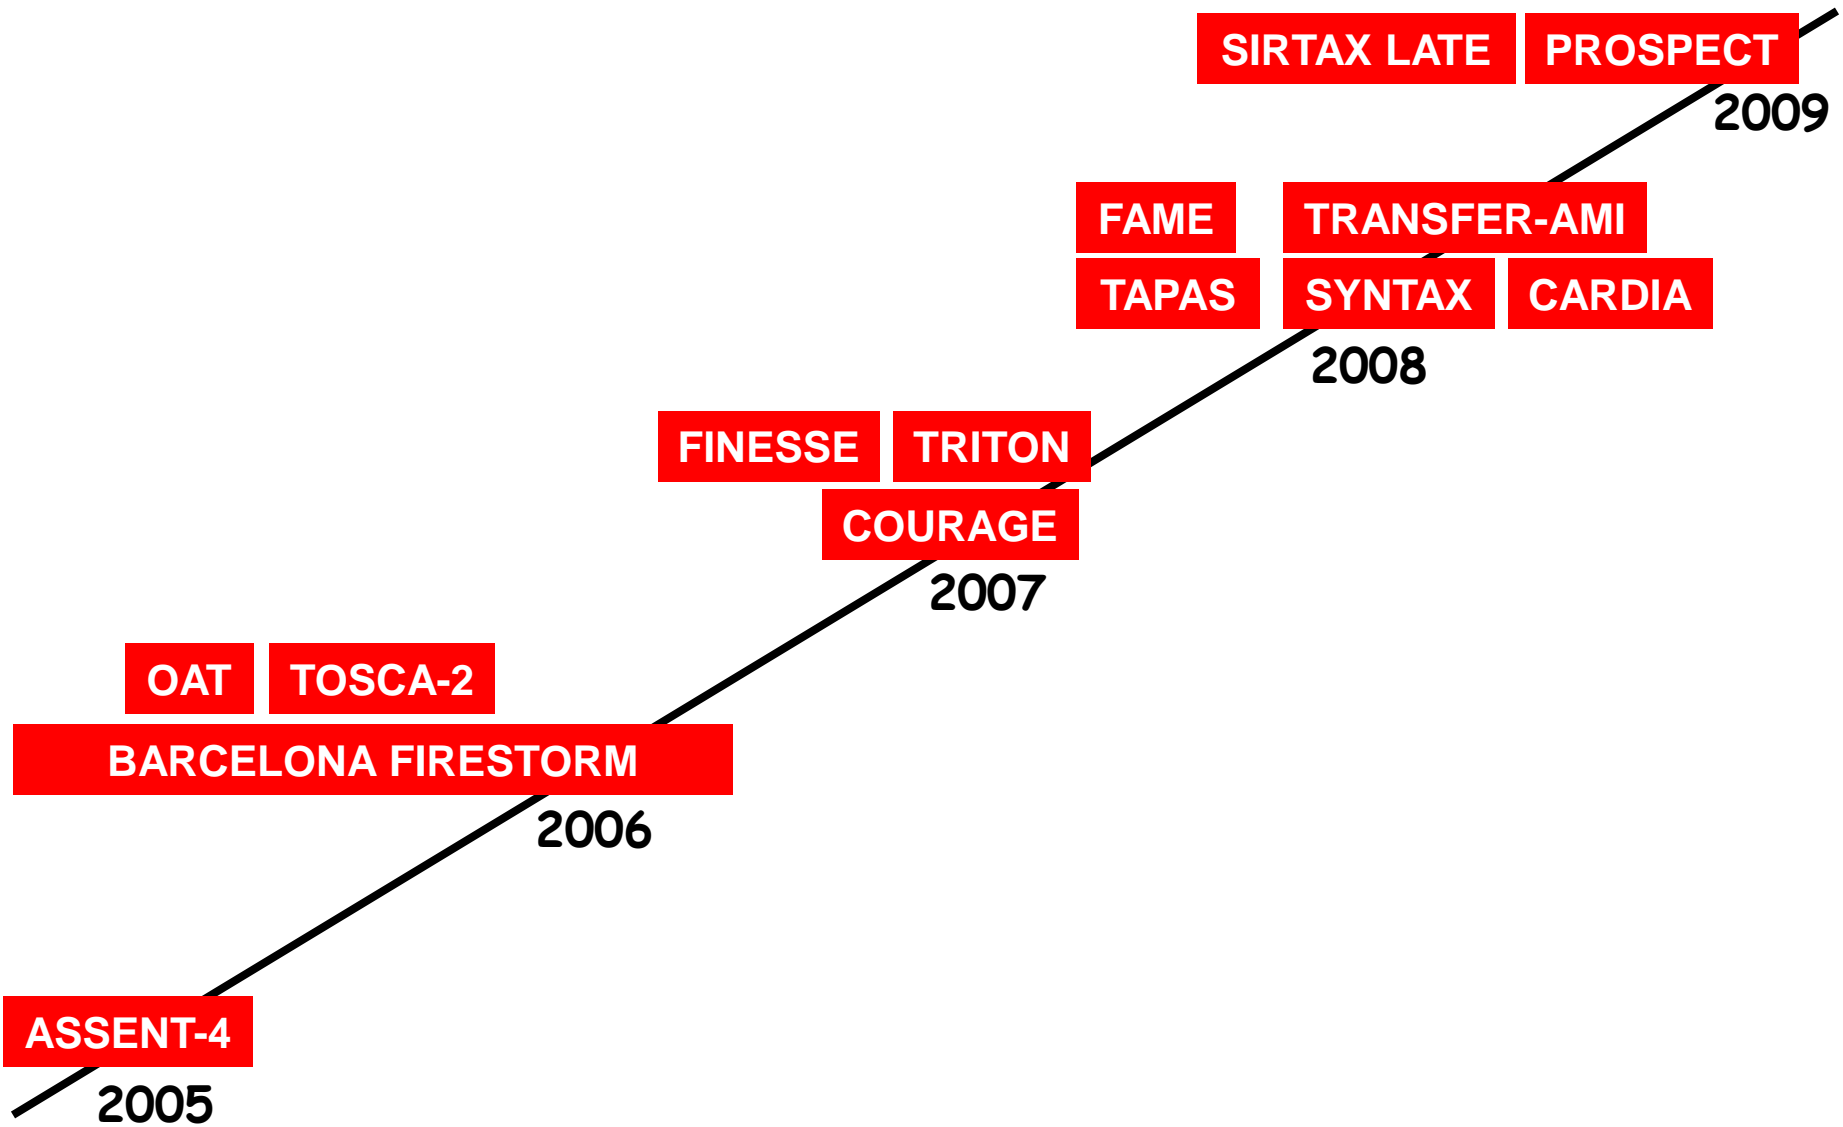 SIRTAX LATE PROSPECT
2009
FAME TRANSFER-AMI
TAPAS SYNTAX CARDIA
2008
FINESSE TRITON
COURAGE
2007
OAT TOSCA-2
BARCELONA FIRESTORM
2006
ASSENT-4
2005